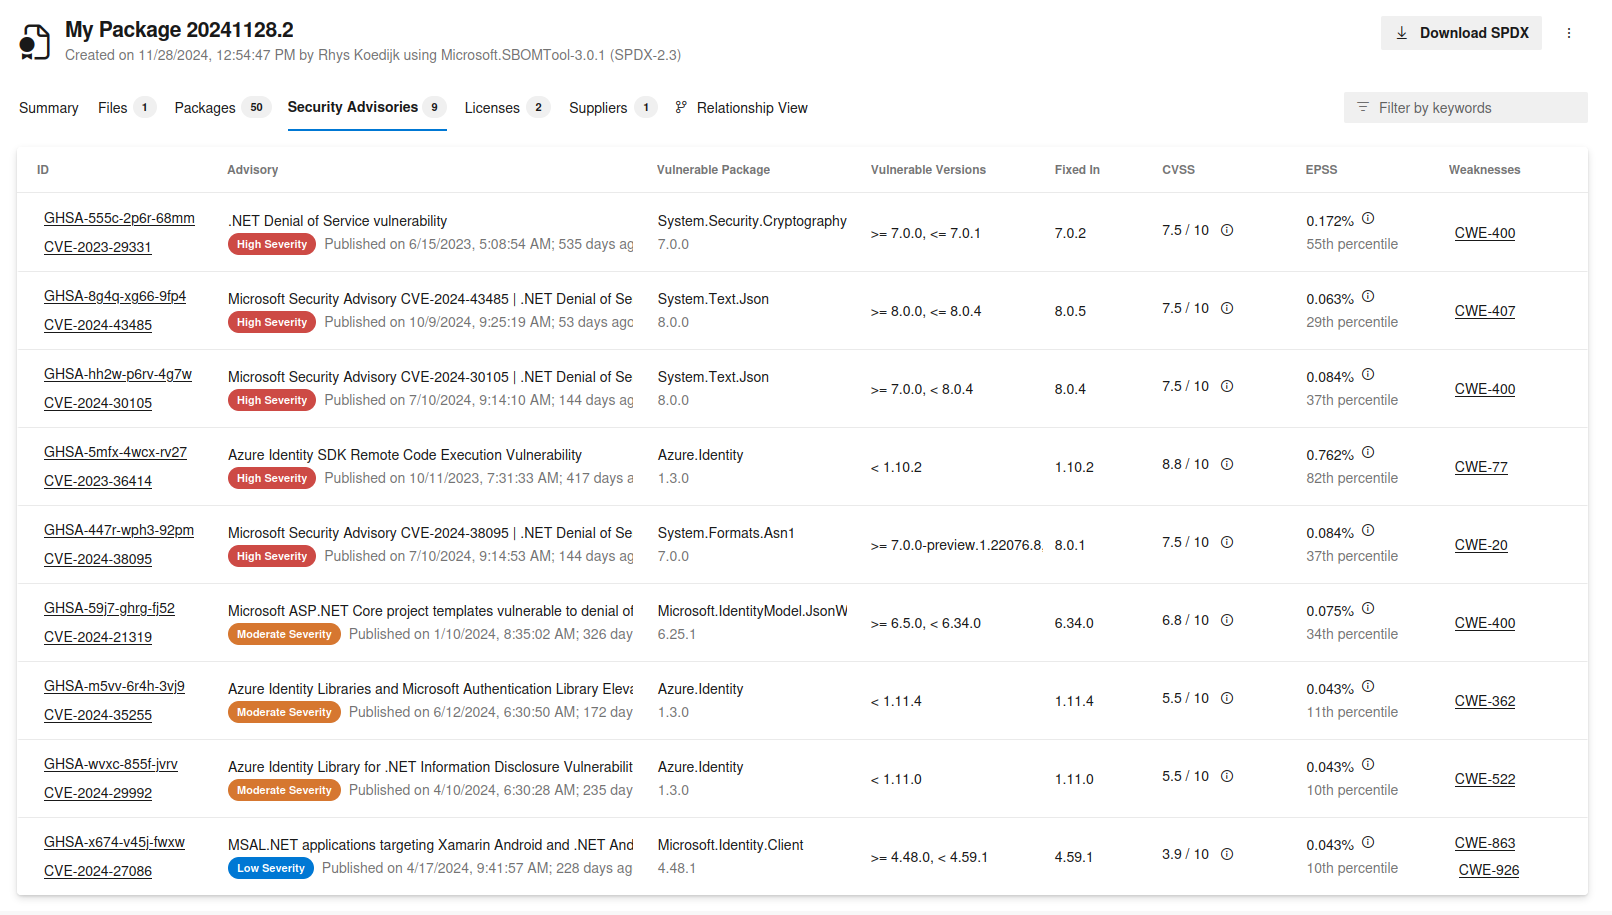 My Package 20241128.2
Created on 11/28/2024, 12:54:47 PM by Rhys Koedijk using Microsoft.SBOMTool-3.0.1 (SPDX-2.3)
Download SPDX
Summary Files 1 Packages 50 Security Advisories 9 Licenses 2 Suppliers 1 Relationship View Filter by keywords
ID Advisory Vulnerable Package Vulnerable Versions Fixed In CVSS EPSS Weaknesses
GHSA-555c-2p6r-68mm .NET Denial of Service vulnerability System.Security.Cryptography 0.172%
>= 7.0.0, <= 7.0.1 7.0.2 7.5 / 10 CWE-400
CVE-2023-29331 High Severity Published on 6/15/2023, 5:08:54 AM; 535 days ag 7.0.0 55th percentile
GHSA-8g4q-xg66-9fp4 Microsoft Security Advisory CVE-2024-43485 | .NET Denial of Se System.Text.Json 0.063%
>= 8.0.0, <= 8.0.4 8.0.5 7.5 / 10 CWE-407
CVE-2024-43485 High Severity Published on 10/9/2024, 9:25:19 AM; 53 days ago 8.0.0 29th percentile
GHSA-hh2w-p6rv-4g7w Microsoft Security Advisory CVE-2024-30105 | .NET Denial of Se System.Text.Json 0.084%
>= 7.0.0, < 8.0.4 8.0.4 7.5 / 10 CWE-400
CVE-2024-30105 High Severity Published on 7/10/2024, 9:14:10 AM; 144 days ag 8.0.0 37th percentile
GHSA-5mfx-4wcx-rv27 Azure Identity SDK Remote Code Execution Vulnerability Azure.Identity 0.762%
< 1.10.2 1.10.2 8.8 / 10 CWE-77
CVE-2023-36414 High Severity Published on 10/11/2023, 7:31:33 AM; 417 days a 1.3.0 82th percentile
GHSA-447r-wph3-92pm Microsoft Security Advisory CVE-2024-38095 | .NET Denial of Se System.Formats.Asn1 0.084%
>= 7.0.0-preview.1.22076.8, 8.0.1 7.5 / 10 CWE-20
CVE-2024-38095 High Severity Published on 7/10/2024, 9:14:53 AM; 144 days ag 7.0.0 37th percentile
GHSA-59j7-ghrg-fj52 Microsoft ASP.NET Core project templates vulnerable to denial of Microsoft.IdentityModel.JsonW 0.075%
>= 6.5.0, < 6.34.0 6.34.0 6.8 / 10 CWE-400
CVE-2024-21319 Moderate Severity Published on 1/10/2024, 8:35:02 AM; 326 day 6.25.1 34th percentile
GHSA-m5vv-6r4h-3vj9 Azure Identity Libraries and Microsoft Authentication Library Eleva Azure.Identity 0.043%
< 1.11.4 1.11.4 5.5 / 10 CWE-362
CVE-2024-35255 Moderate Severity Published on 6/12/2024, 6:30:50 AM; 172 day 1.3.0 11th percentile
GHSA-wvxc-855f-jvrv Azure Identity Library for .NET Information Disclosure Vulnerabilit Azure.Identity 0.043%
< 1.11.0 1.11.0 5.5 / 10 CWE-522
CVE-2024-29992 Moderate Severity Published on 4/10/2024, 6:30:28 AM; 235 day 1.3.0 10th percentile
GHSA-x674-v45j-fwxw MSAL.NET applications targeting Xamarin Android and .NET And Microsoft.Identity.Client 0.043% CWE-863
>= 4.48.0, < 4.59.1 4.59.1 3.9 / 10
CVE-2024-27086 Low Severity Published on 4/17/2024, 9:41:57 AM; 228 days ag 4.48.1 10th percentile CWE-926